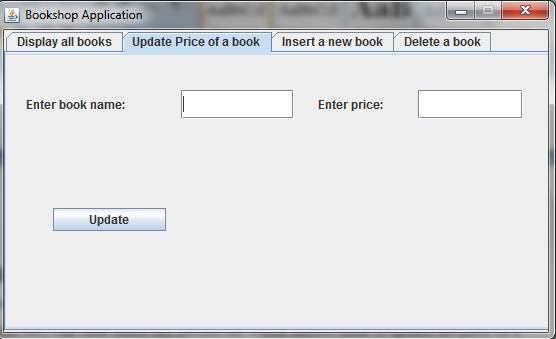 Bookshop Application
Display all books Update Price of a book Insert a new book Delete a book
Enter book name: Enter price:
Update